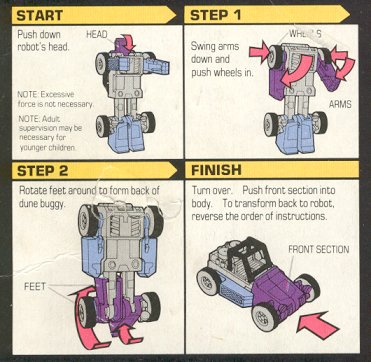 START
Push down
robot's head.
HEAD
NOTE: Excessive
force is not necessary.
NOTE: Adult
supervision may be
necessary for
younger children.
STEP 1
WHEELS
Swing arms
down and
push wheels in.
ARMS
STEP 2
Rotate feet around to form back of
dune buggy.
FEET
FINISH
Turn over. Push front section into
body. To transform back to robot,
reverse the order of instructions.
FRONT SECTION